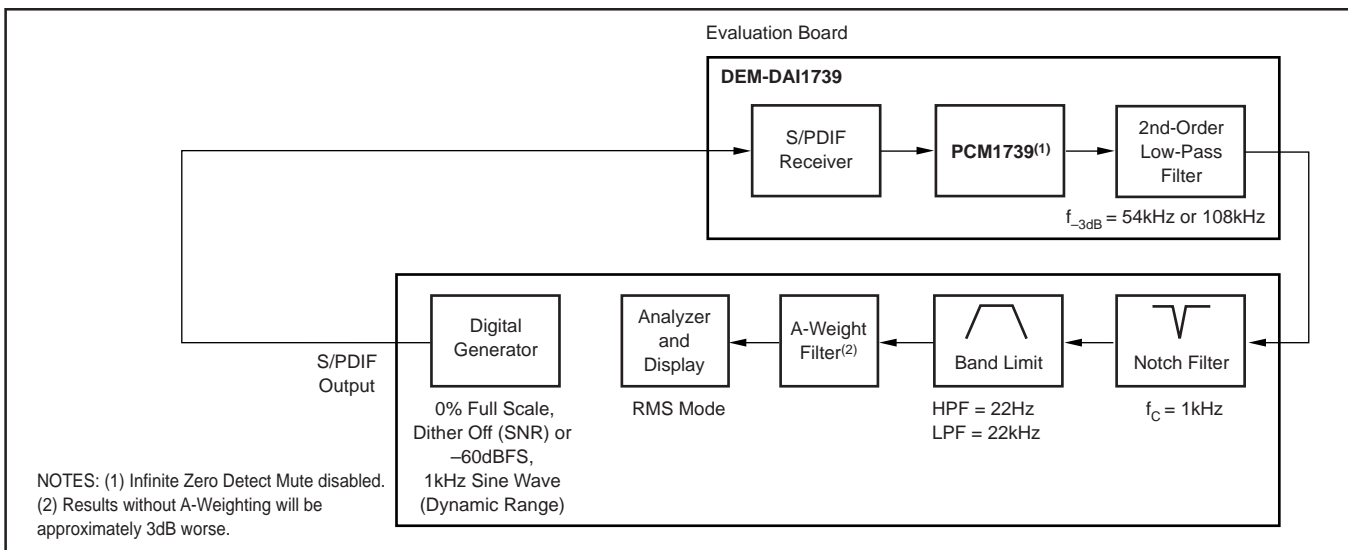 Evaluation Board
DEM-DAI1739
S/PDIF
Receiver
PCM1739(1)
2nd-Order
Low-Pass
Filter
f–3dB = 54kHz or 108kHz
S/PDIF
Output
Digital
Generator
0% Full Scale,
Dither Off (SNR) or
–60dBFS,
1kHz Sine Wave
(Dynamic Range)
Analyzer
and
Display
RMS Mode
A-Weight
Filter(2)
Band Limit
HPF = 22Hz
LPF = 22kHz
Notch Filter
fC = 1kHz
NOTES: (1) Infinite Zero Detect Mute disabled.
(2) Results without A-Weighting will be
approximately 3dB worse.